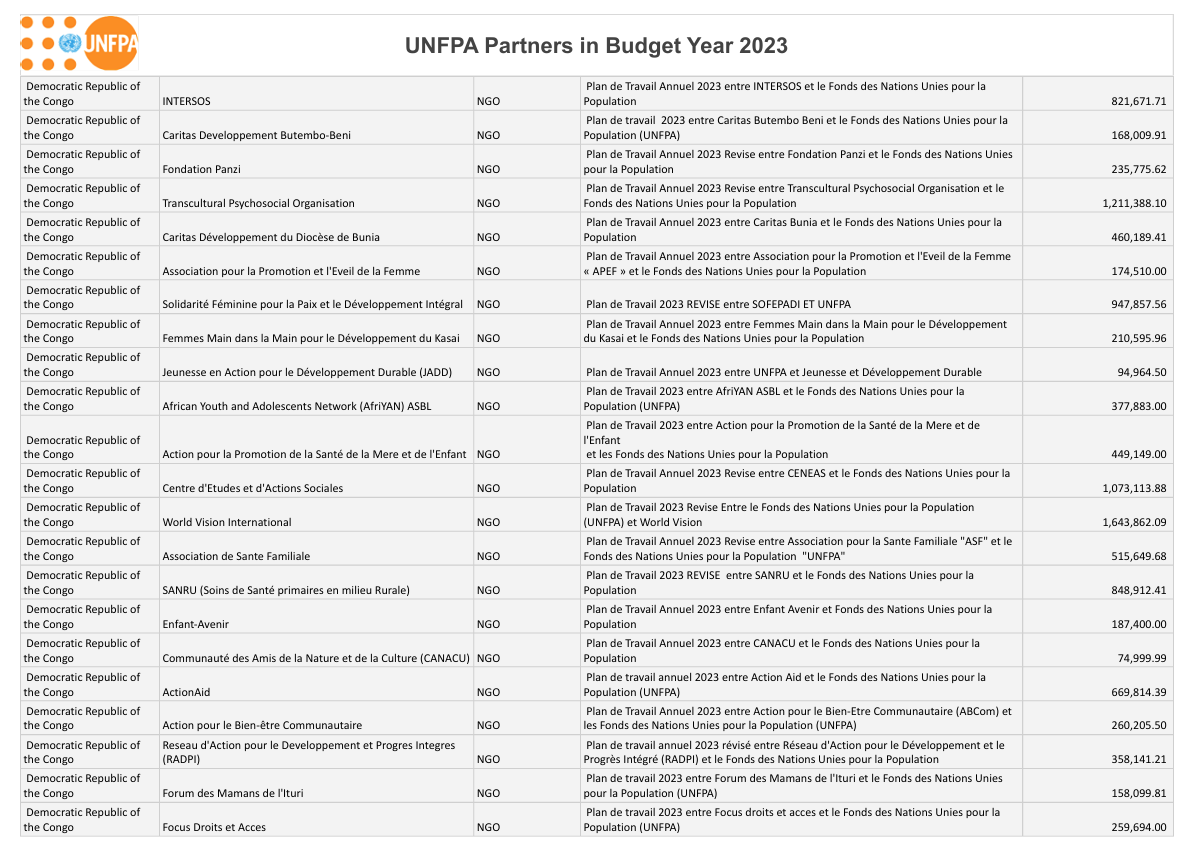 UNFPA
UNFPA Partners in Budget Year 2023
Democratic Republic of
the Congo
INTERSOS
NGO
Plan de Travail Annuel 2023 entre INTERSOS et le Fonds des Nations Unies pour la
Population
821,671.71
Democratic Republic of
the Congo
Caritas Developpement Butembo-Beni
NGO
Plan de travail  2023 entre Caritas Butembo Beni et le Fonds des Nations Unies pour la
Population (UNFPA)
168,009.91
Democratic Republic of
the Congo
Fondation Panzi
NGO
Plan de Travail Annuel 2023 Revise entre Fondation Panzi et le Fonds des Nations Unies
pour la Population
235,775.62
Democratic Republic of
the Congo
Transcultural Psychosocial Organisation
NGO
Plan de Travail Annuel 2023 Revise entre Transcultural Psychosocial Organisation et le
Fonds des Nations Unies pour la Population
1,211,388.10
Democratic Republic of
the Congo
Caritas Développement du Diocèse de Bunia
NGO
Plan de Travail Annuel 2023 entre Caritas Bunia et le Fonds des Nations Unies pour la
Population
460,189.41
Democratic Republic of
the Congo
Association pour la Promotion et l'Eveil de la Femme
NGO
Plan de Travail Annuel 2023 entre Association pour la Promotion et l'Eveil de la Femme
« APEF » et le Fonds des Nations Unies pour la Population
174,510.00
Democratic Republic of
the Congo
Solidarité Féminine pour la Paix et le Développement Intégral
NGO
Plan de Travail 2023 REVISE entre SOFEPADI ET UNFPA
947,857.56
Democratic Republic of
the Congo
Femmes Main dans la Main pour le Développement du Kasai
NGO
Plan de Travail Annuel 2023 entre Femmes Main dans la Main pour le Développement
du Kasai et le Fonds des Nations Unies pour la Population
210,595.96
Democratic Republic of
the Congo
Jeunesse en Action pour le Développement Durable (JADD)
NGO
Plan de Travail Annuel 2023 entre UNFPA et Jeunesse et Développement Durable
94,964.50
Democratic Republic of
the Congo
African Youth and Adolescents Network (AfriYAN) ASBL
NGO
Plan de Travail 2023 entre AfriYAN ASBL et le Fonds des Nations Unies pour la
Population (UNFPA)
377,883.00
Democratic Republic of
the Congo
Action pour la Promotion de la Santé de la Mere et de l'Enfant
NGO
Plan de Travail 2023 entre Action pour la Promotion de la Santé de la Mere et de
l'Enfant
et les Fonds des Nations Unies pour la Population
449,149.00
Democratic Republic of
the Congo
Centre d'Etudes et d'Actions Sociales
NGO
Plan de Travail Annuel 2023 Revise entre CENEAS et le Fonds des Nations Unies pour la
Population
1,073,113.88
Democratic Republic of
the Congo
World Vision International
NGO
Plan de Travail Annuel 2023 Revise Entre le Fonds des Nations Unies pour la Population
(UNFPA) et World Vision
1,643,862.09
Democratic Republic of
the Congo
Association de Sante Familiale
NGO
Plan de Travail Annuel 2023 Revise entre Association pour la Sante Familiale "ASF" et le
Fonds des Nations Unies pour la Population  "UNFPA"
515,649.68
Democratic Republic of
the Congo
SANRU (Soins de Santé primaires en milieu Rurale)
NGO
Plan de Travail 2023 REVISE  entre SANRU et le Fonds des Nations Unies pour la
Population
848,912.41
Democratic Republic of
the Congo
Enfant-Avenir
NGO
Plan de Travail Annuel 2023 entre Enfant Avenir et Fonds des Nations Unies pour la
Population
187,400.00
Democratic Republic of
the Congo
Communauté des Amis de la Nature et de la Culture (CANACU)
NGO
Plan de Travail Annuel 2023 entre CANACU et le Fonds des Nations Unies pour la
Population
74,999.99
Democratic Republic of
the Congo
ActionAid
NGO
Plan de travail annuel 2023 entre Action Aid et le Fonds des Nations Unies pour la
Population (UNFPA)
669,814.39
Democratic Republic of
the Congo
Action pour le Bien-être Communautaire
NGO
Plan de Travail Annuel 2023 entre Action pour le Bien-Etre Communautaire (ABCom) et
les Fonds des Nations Unies pour la Population (UNFPA)
260,205.50
Democratic Republic of
the Congo
Reseau d'Action pour le Developpement et Progres Integres
(RADPI)
NGO
Plan de travail annuel 2023 révisé entre Réseau d'Action pour le Développement et le
Progrès Intégré (RADPI) et le Fonds des Nations Unies pour la Population
358,141.21
Democratic Republic of
the Congo
Forum des Mamans de l'Ituri
NGO
Plan de travail 2023 entre Forum des Mamans de l'Ituri et le Fonds des Nations Unies
pour la Population (UNFPA)
158,099.81
Democratic Republic of
the Congo
Focus Droits et Acces
NGO
Plan de travail 2023 entre Focus droits et acces et le Fonds des Nations Unies pour la
Population (UNFPA)
259,694.00